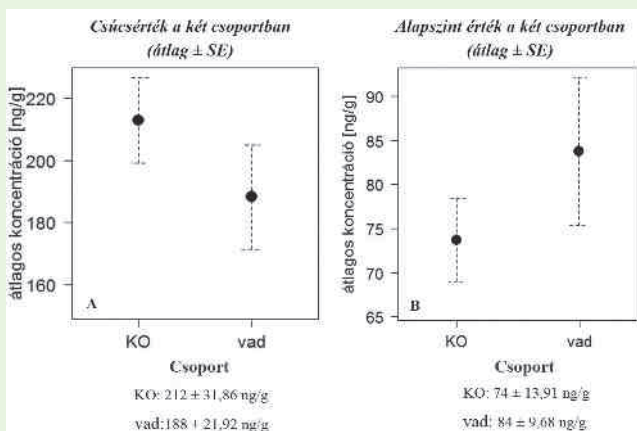 Csúcsérték a két csoportban
(átlag ± SE)
átlagos koncentráció [ng/g]
220
200
180
160
A
KO
vad
Csoport
KO: 212 ± 31,86 ng/g
vad:188 ± 21,92 ng/g
Alapszint érték a két csoportban
(átlag ± SE)
átlagos koncentráció [ng/g]
90
85
80
75
70
65
B
KO
vad
Csoport
KO: 74 ± 13,91 ng/g
vad: 84 ± 9,68 ng/g